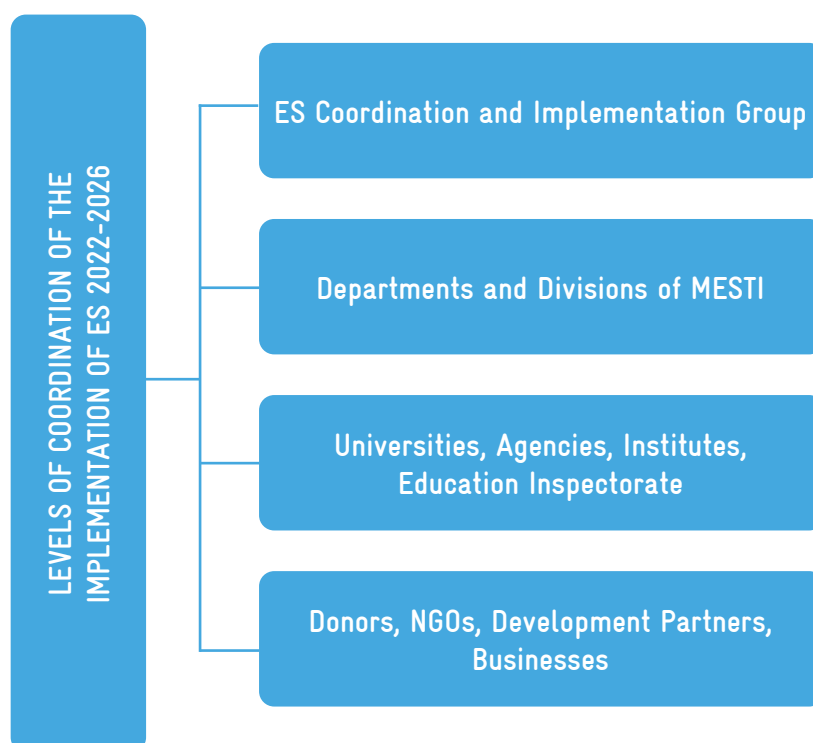 LEVELS OF COORDINATION OF THE
IMPLEMENTATION OF ES 2022-2026
ES Coordination and Implementation Group
Departments and Divisions of MESTI
Universities, Agencies, Institutes,
Education Inspectorate
Donors, NGOs, Development Partners,
Businesses